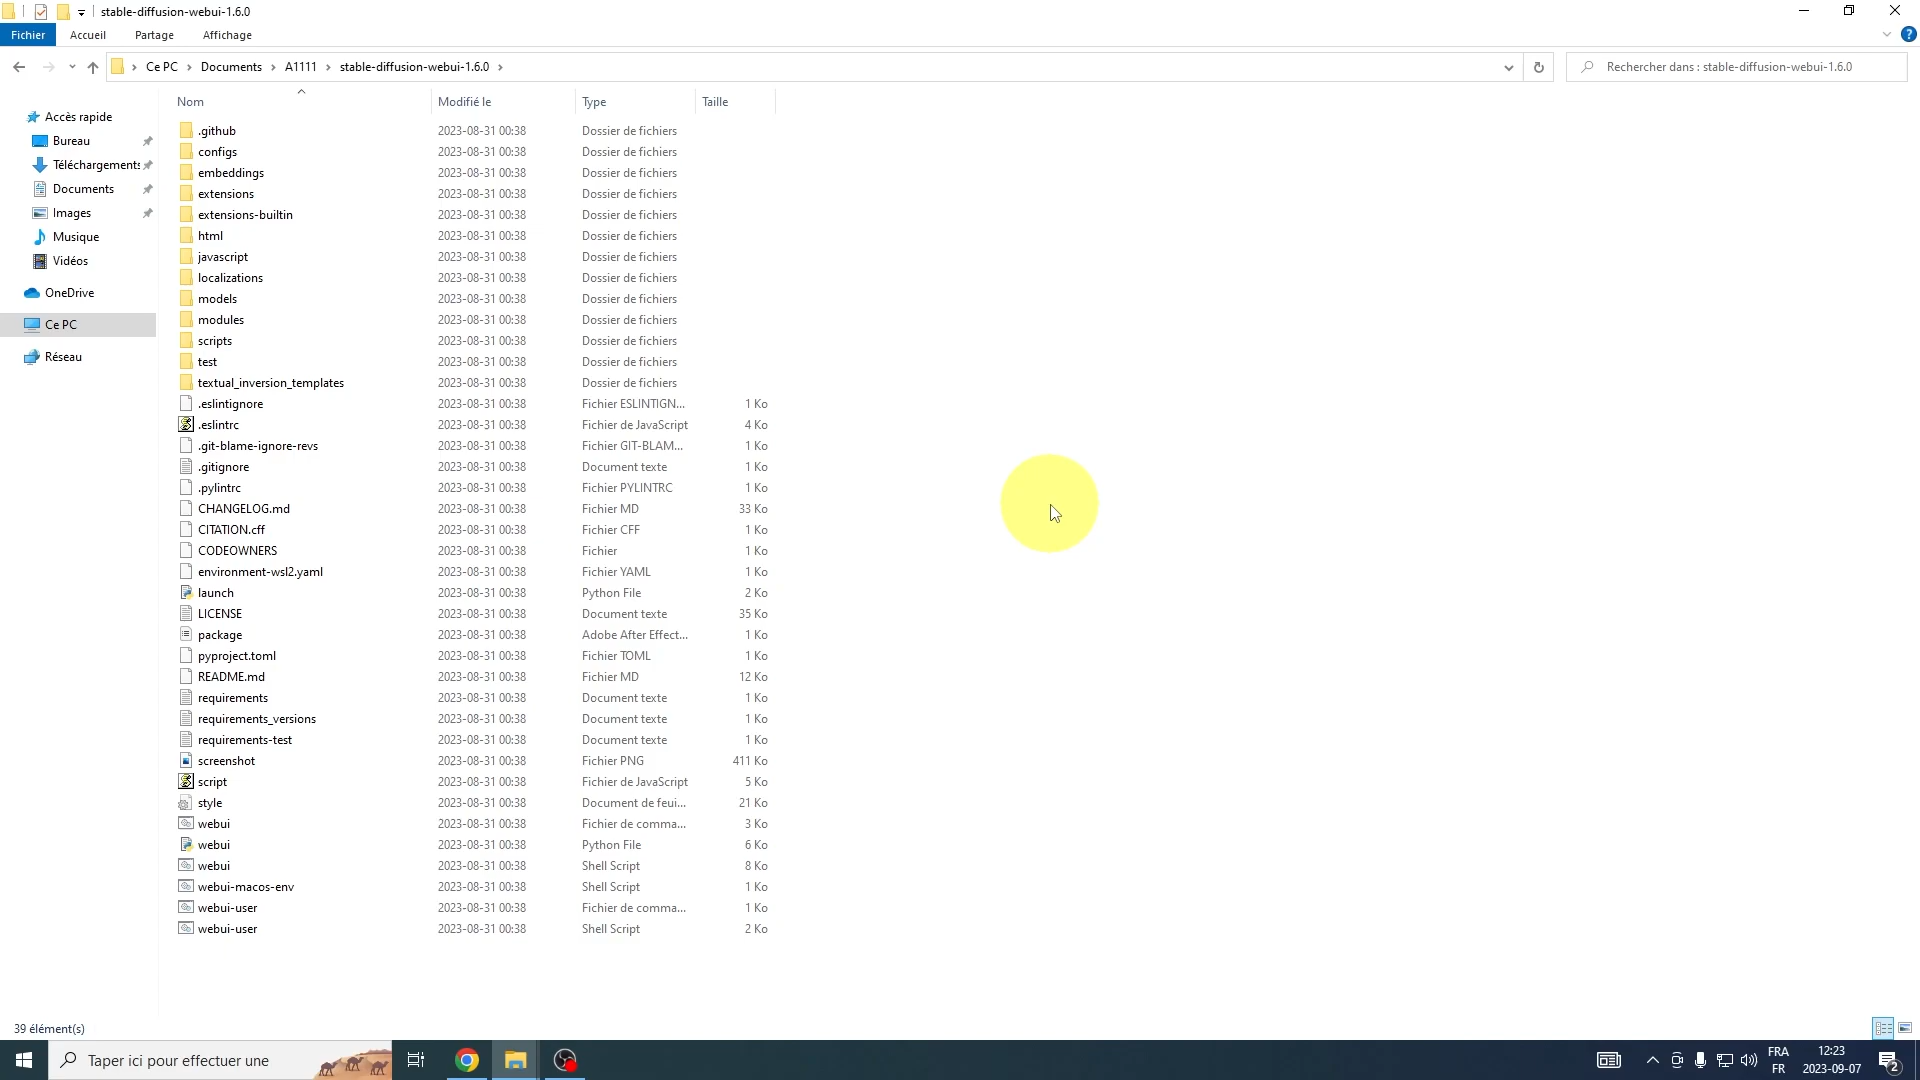 stable-diffusion-webui-1.6.0
Fichier Accueil Partage Affichage
Ce PC Documents A1111 stable-diffusion-webui-1.6.0
Rechercher dans : stable-diffusion-webui-1.6.0
Accès rapide
Bureau
Téléchargements
Documents
Images
Musique
Vidéos
OneDrive
Ce PC
Réseau
Nom Modifié le Type Taille
.github 2023-08-31 00:38 Dossier de fichiers
configs 2023-08-31 00:38 Dossier de fichiers
embeddings 2023-08-31 00:38 Dossier de fichiers
extensions 2023-08-31 00:38 Dossier de fichiers
extensions-builtin 2023-08-31 00:38 Dossier de fichiers
html 2023-08-31 00:38 Dossier de fichiers
javascript 2023-08-31 00:38 Dossier de fichiers
localizations 2023-08-31 00:38 Dossier de fichiers
models 2023-08-31 00:38 Dossier de fichiers
modules 2023-08-31 00:38 Dossier de fichiers
scripts 2023-08-31 00:38 Dossier de fichiers
test 2023-08-31 00:38 Dossier de fichiers
textual_inversion_templates 2023-08-31 00:38 Dossier de fichiers
.eslintignore 2023-08-31 00:38 Fichier ESLINTIGN... 1 Ko
.eslintrc 2023-08-31 00:38 Fichier de JavaScript 4 Ko
.git-blame-ignore-revs 2023-08-31 00:38 Fichier GIT-BLAM... 1 Ko
.gitignore 2023-08-31 00:38 Document texte 1 Ko
.pylintrc 2023-08-31 00:38 Fichier PYLINTRC 1 Ko
CHANGELOG.md 2023-08-31 00:38 Fichier MD 33 Ko
CITATION.cff 2023-08-31 00:38 Fichier CFF 1 Ko
CODEOWNERS 2023-08-31 00:38 Fichier 1 Ko
environment-wsl2.yaml 2023-08-31 00:38 Fichier YAML 1 Ko
launch 2023-08-31 00:38 Python File 2 Ko
LICENSE 2023-08-31 00:38 Document texte 35 Ko
package 2023-08-31 00:38 Adobe After Effect... 1 Ko
pyproject.toml 2023-08-31 00:38 Fichier TOML 1 Ko
README.md 2023-08-31 00:38 Fichier MD 12 Ko
requirements 2023-08-31 00:38 Document texte 1 Ko
requirements_versions 2023-08-31 00:38 Document texte 1 Ko
requirements-test 2023-08-31 00:38 Document texte 1 Ko
screenshot 2023-08-31 00:38 Fichier PNG 411 Ko
script 2023-08-31 00:38 Fichier de JavaScript 5 Ko
style 2023-08-31 00:38 Document de feui... 21 Ko
webui 2023-08-31 00:38 Fichier de comma... 3 Ko
webui 2023-08-31 00:38 Python File 6 Ko
webui 2023-08-31 00:38 Shell Script 8 Ko
webui-macos-env 2023-08-31 00:38 Shell Script 1 Ko
webui-user 2023-08-31 00:38 Fichier de comma... 1 Ko
webui-user 2023-08-31 00:38 Shell Script 2 Ko
39 élément(s)
Taper ici pour effectuer une
FRA
FR
12:23
2023-09-07
2